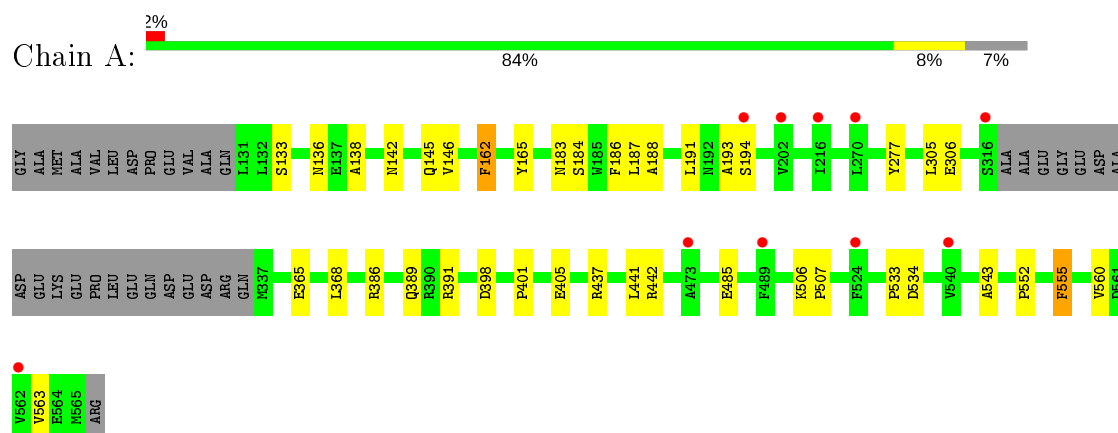 2%
Chain A:
84% 8% 7%
GLY ALA MET ALA VAL LEU ASP PRO GLU VAL ALA GLN L131 L132 S133 N136 E137 A138 N142 Q145 V146 F162 Y165 N183 S184 W185 F186 L187 A188 L191 N192 A193 S194 V202 I216 L270 Y277 L305 E306 S316 ALA ALA GLU GLY GLU ASP ALA
ASP GLU LYS GLU PRO LEU GLU GLN ASP GLU ASP ARG GLN M337 E365 L368 R386 Q389 R390 R391 D398 P401 E405 R437 L441 R442 A473 E485 F489 K506 P507 F524 P533 D534 V540 A543 P552 F555 V560 D561
V562 V563 E564 M565 ARG